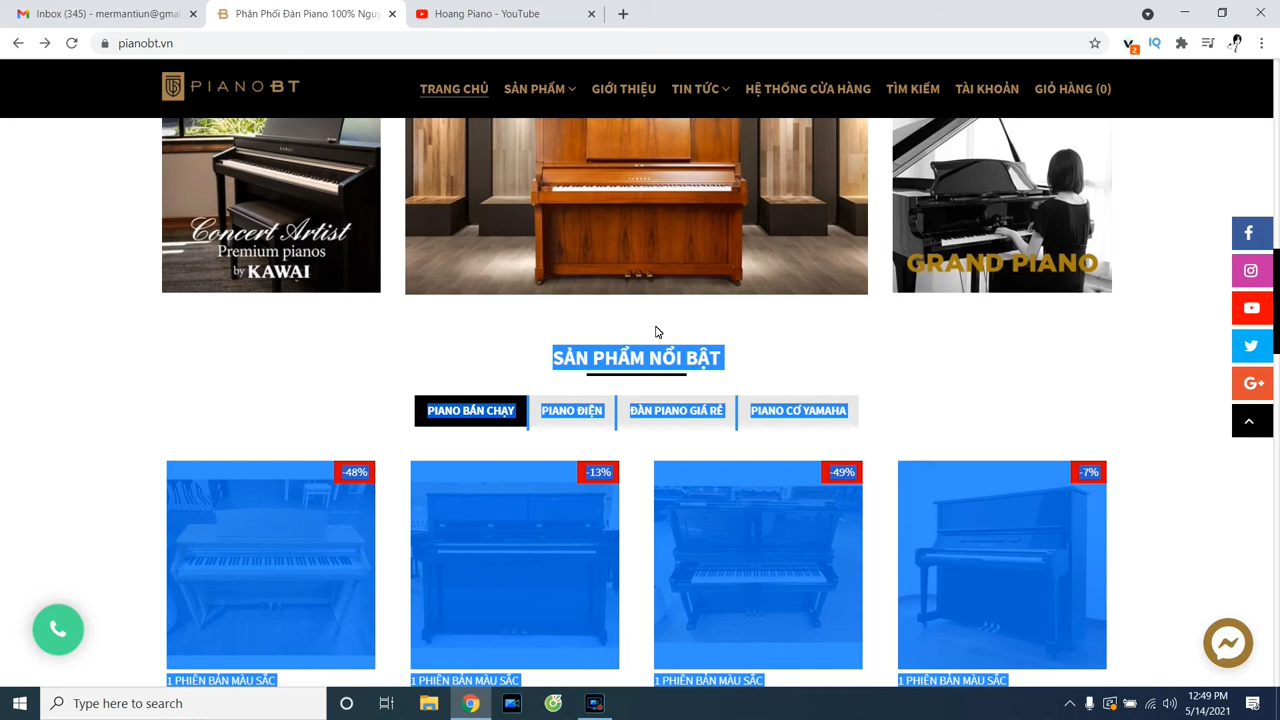 Inbox (345) - mermantiun@gmai
Phân Phối Đàn Piano 100% Nguy
Hoang Piano - YouTube
pianobt.vn
2
IQ
PIANO BT
TRANG CHỦ
SẢN PHẨM
GIỚI THIỆU
TIN TỨC
HỆ THỐNG CỬA HÀNG
TÌM KIẾM
TÀI KHOẢN
GIỎ HÀNG (0)
Concert Artist
Premium pianos
by KAWAI
GRAND PIANO
SẢN PHẨM NỔI BẬT
PIANO BÁN CHẠY
PIANO ĐIỆN
ĐÀN PIANO GIÁ RẺ
PIANO CƠ YAMAHA
-48%
-13%
-49%
-7%
1 PHIÊN BẢN MÀU SẮC
1 PHIÊN BẢN MÀU SẮC
1 PHIÊN BẢN MÀU SẮC
1 PHIÊN BẢN MÀU SẮC
Type here to search
12:49 PM
5/14/2021